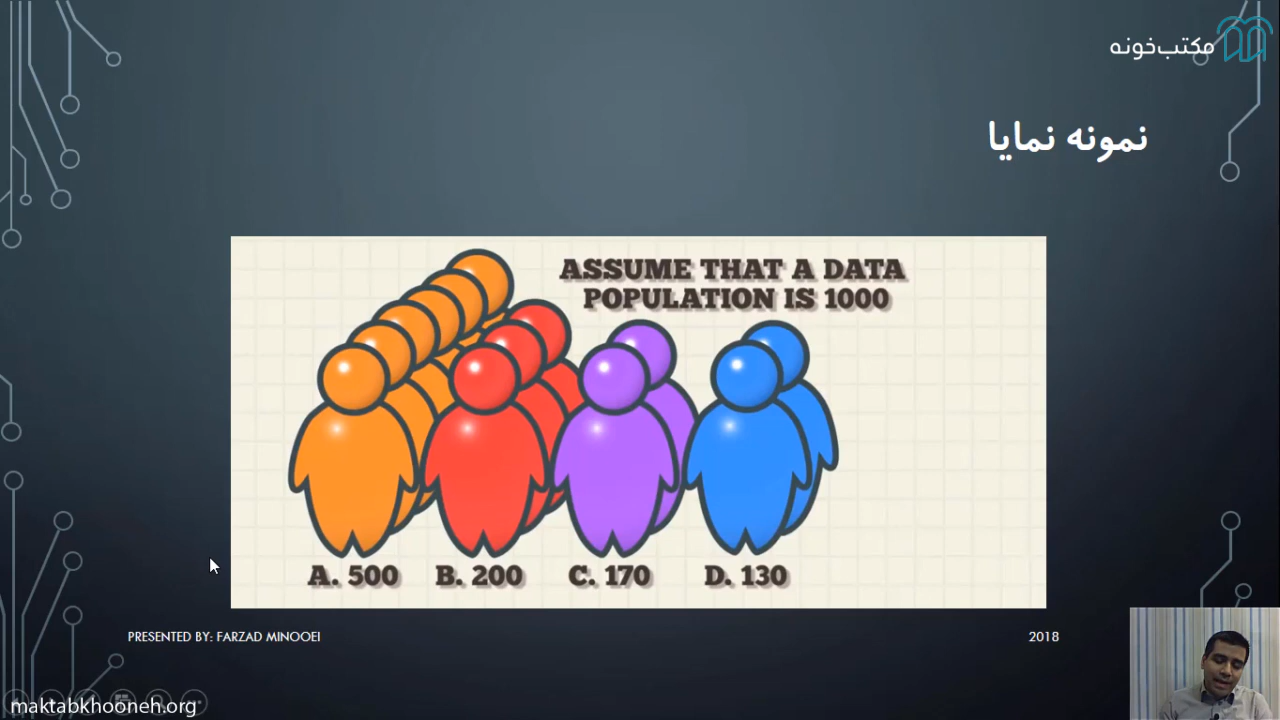 مکتب‌خونه
نمونه نمایا
ASSUME THAT A DATA
POPULATION IS 1000
A. 500 B. 200 C. 170 D. 130
PRESENTED BY: FARZAD MINOOEI 2018
maktabkhooneh.org